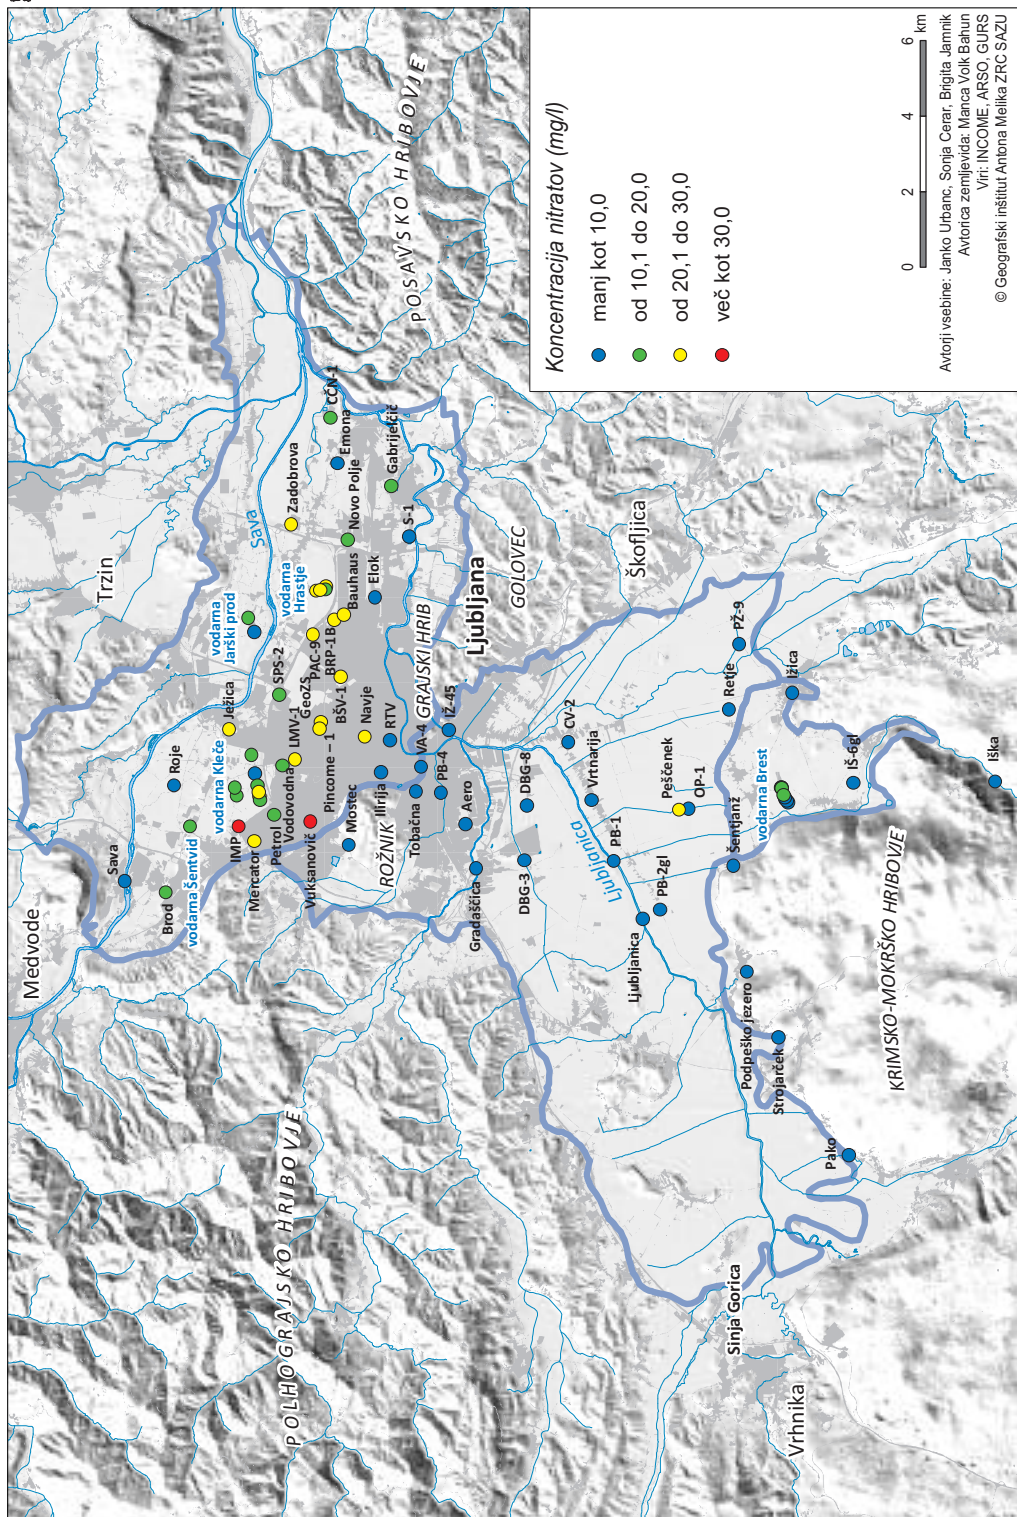 Medvode
Trzin
Sava
Brod
vodarna Šentvid
Roje
vodarna Kleče
Ježica
vodarna
Jarški prod
Sava
IMP
Mercator
Petrol
Vodovodna
LMV-1
SPS-2
GeoZS
PAC-9
BRP-1B
BŠV-1
vodarna
Hrastje
Zadobrova
Bauhaus
Novo Polje
Emona
CČN-1
Gabrijelčič
Elok
S-1
Pincome – 1
Vuksanović
Navje
Mostec
Ilirija
RTV
ROŽNIK
GRAJSKI HRIB
Tobačna
VA-4
IŽ-45
PB-4
Aero
Gradaščica
Ljubljana
GOLOVEC
POSAVSKO HRIBOVJE
POLHOGRAJSKO HRIBOVJE
DBG-3
DBG-8
CV-2
Vrtnarija
Ljubljanica
PB-1
PB-2gl
Ljubljanica
Peščenek
OP-1
Škofljica
PŽ-9
Retje
Ižica
Šentjanž
vodarna Brest
IŠ-6gl
Iška
Podpeško jezero
Strojarček
Pako
KRIMSKO-MOKRŠKO HRIBOVJE
Sinja Gorica
Vrhnika
Koncentracija nitratov (mg/l)
manj kot 10,0
od 10,1 do 20,0
od 20,1 do 30,0
več kot 30,0
0 2 4 6 km
Avtorji vsebine: Janko Urbanc, Sonja Cerar, Brigita Jamnik
Avtorica zemljevida: Manca Volk Bahun
Viri: INCOME, ARSO, GURS
© Geografski inštitut Antona Melika ZRC SAZU